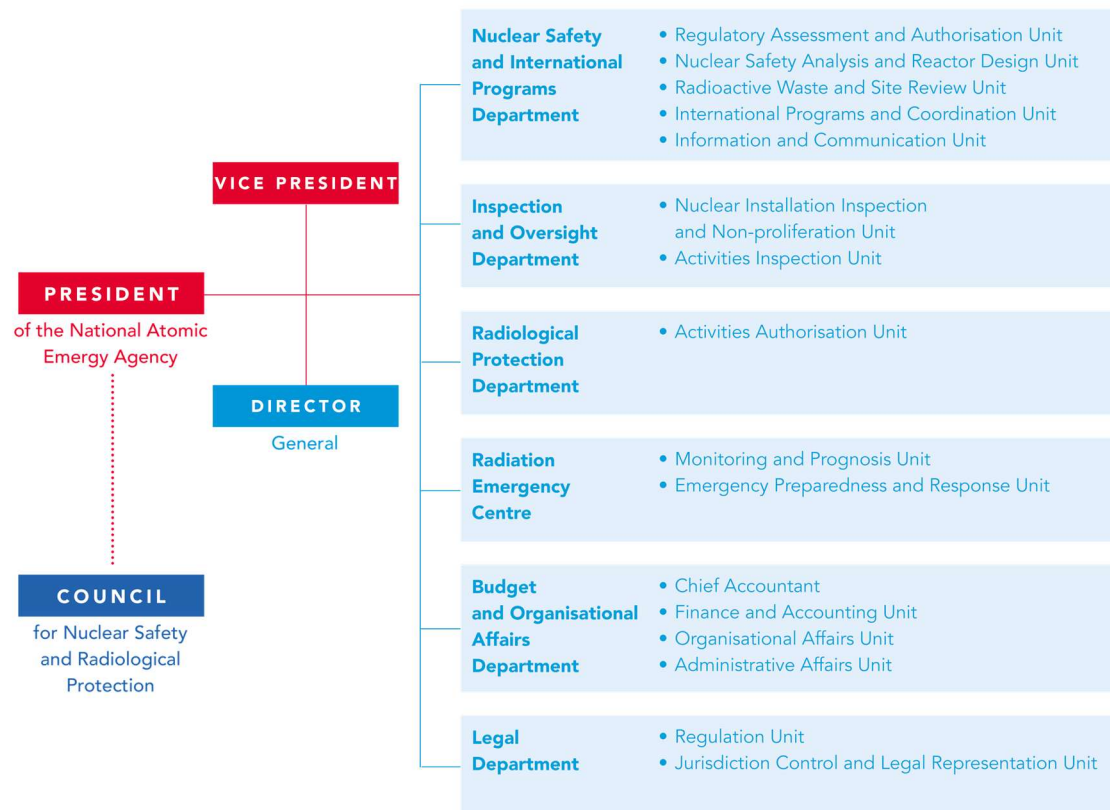 PRESIDENT
of the National Atomic
Emergy Agency
VICE PRESIDENT
DIRECTOR
General
COUNCIL
for Nuclear Safety
and Radiological
Protection
Nuclear Safety
and International
Programs
Department
• Regulatory Assessment and Authorisation Unit
• Nuclear Safety Analysis and Reactor Design Unit
• Radioactive Waste and Site Review Unit
• International Programs and Coordination Unit
• Information and Communication Unit
Inspection
and Oversight
Department
• Nuclear Installation Inspection
and Non-proliferation Unit
• Activities Inspection Unit
Radiological
Protection
Department
• Activities Authorisation Unit
Radiation
Emergency
Centre
• Monitoring and Prognosis Unit
• Emergency Preparedness and Response Unit
Budget
and Organisational
Affairs
Department
• Chief Accountant
• Finance and Accounting Unit
• Organisational Affairs Unit
• Administrative Affairs Unit
Legal
Department
• Regulation Unit
• Jurisdiction Control and Legal Representation Unit